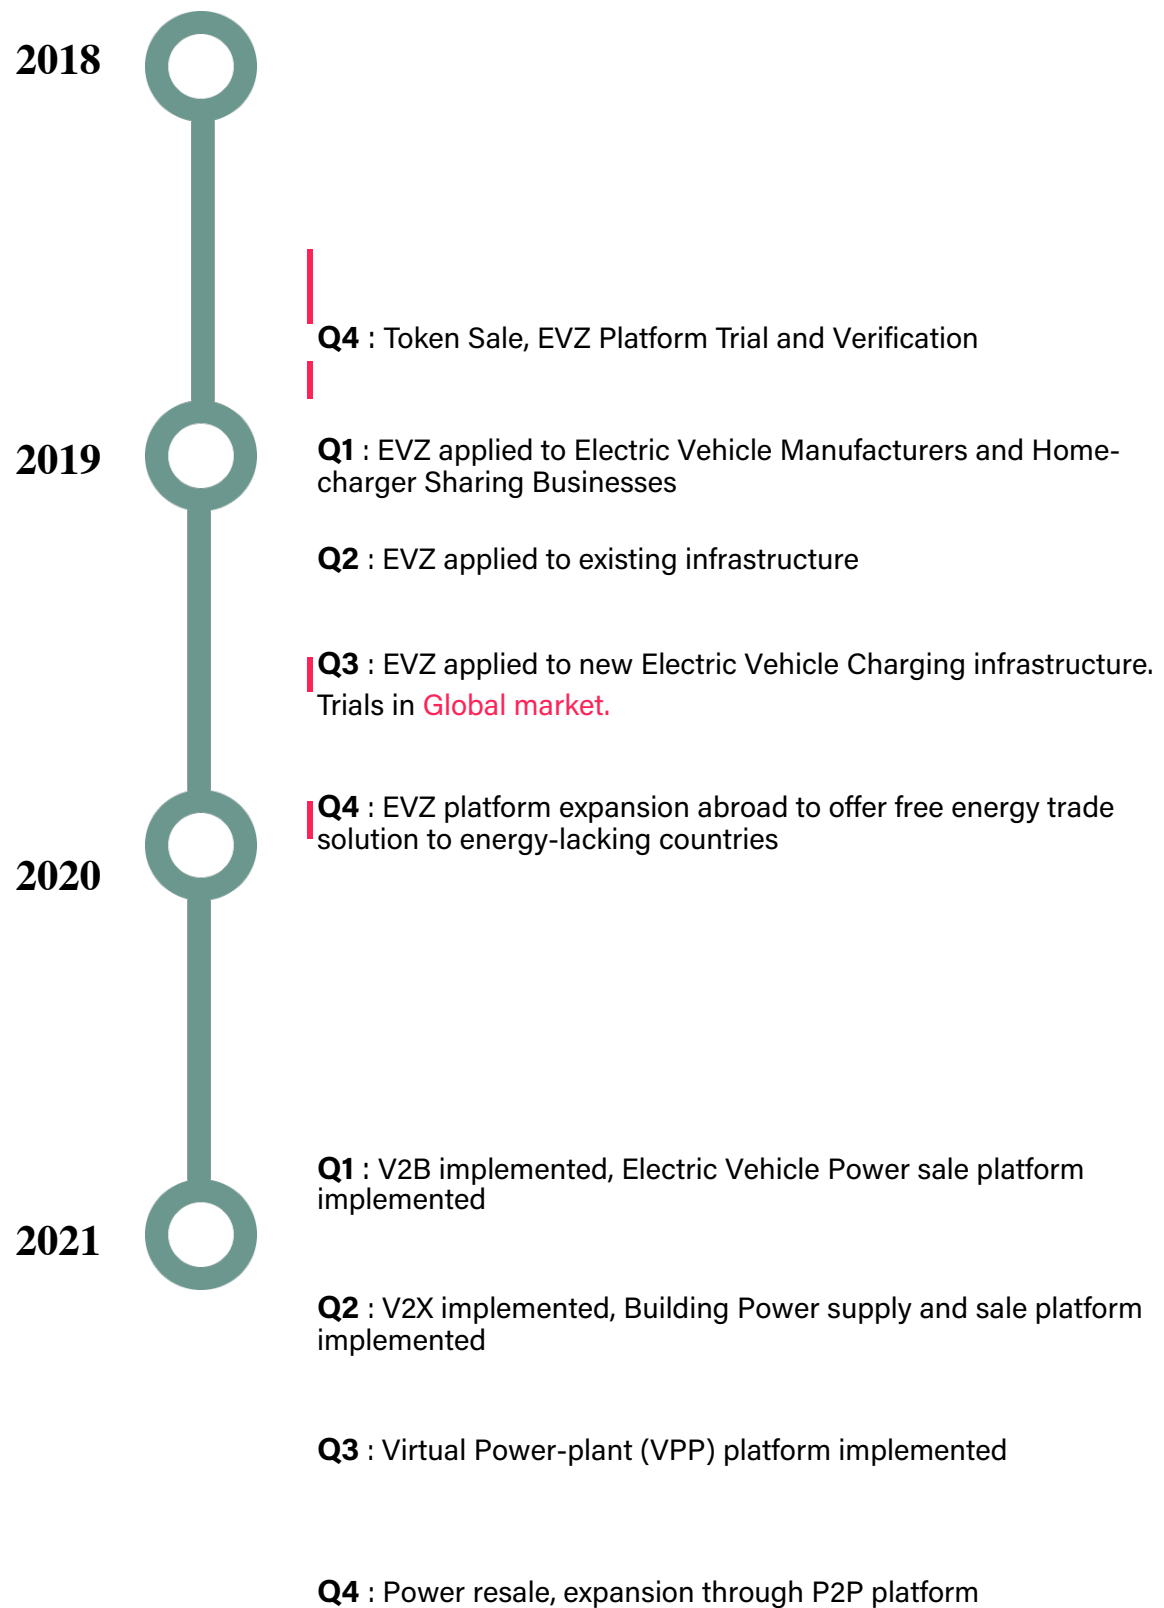 2018
Q4 : Token Sale, EVZ Platform Trial and Verification
2019
Q1 : EVZ applied to Electric Vehicle Manufacturers and Home-
charger Sharing Businesses
Q2 : EVZ applied to existing infrastructure
Q3 : EVZ applied to new Electric Vehicle Charging infrastructure.
Trials in Global market.
Q4 : EVZ platform expansion abroad to offer free energy trade
solution to energy-lacking countries
2020
Q1 : V2B implemented, Electric Vehicle Power sale platform
implemented
2021
Q2 : V2X implemented, Building Power supply and sale platform
implemented
Q3 : Virtual Power-plant (VPP) platform implemented
Q4 : Power resale, expansion through P2P platform